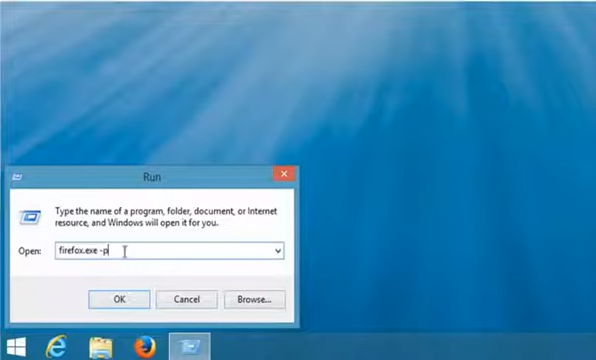 Run
Type the name of a program, folder, document, or Internet
resource, and Windows will open it for you.
Open: firefox.exe -p
OK Cancel Browse...